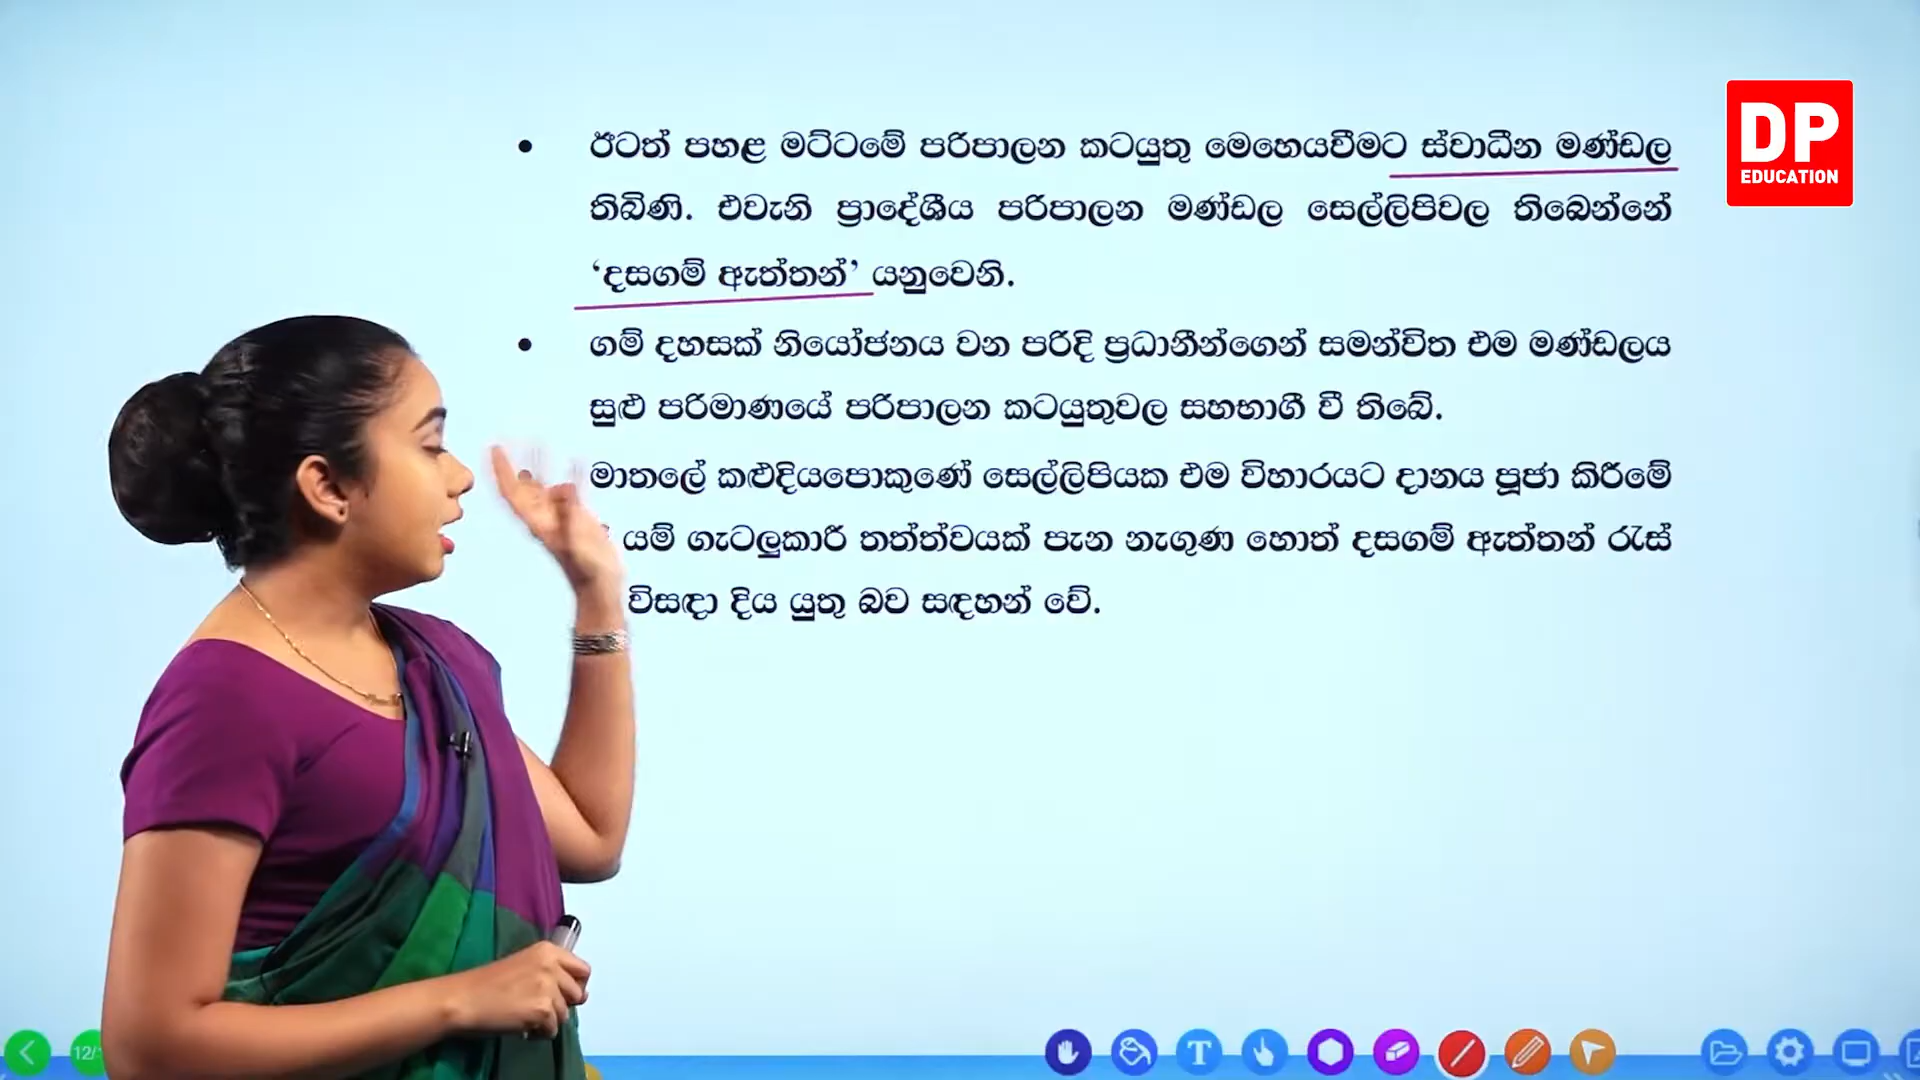 • ඊටත් පහළ මට්ටමේ පරිපාලන කටයුතු මෙහෙයවීමට ස්වාධීන මණ්ඩල
තිබිණි. එවැනි ප්‍රාදේශීය පරිපාලන මණ්ඩල සෙල්ලිපිවල තිබෙන්නේ
‘දසගම් ඇත්තන්’ යනුවෙනි.
• ගම් දහසක් නියෝජනය වන පරිදි ප්‍රධානීන්ගෙන් සමන්විත එම මණ්ඩලය
සුළු පරිමාණයේ පරිපාලන කටයුතුවල සහභාගී වී තිබේ.
මාතලේ කළුදියපොකුණේ සෙල්ලිපියක එම විහාරයට දානය පූජා කිරීමේ
යම් ගැටලුකාරී තත්ත්වයක් පැන නැගුණ හොත් දසගම් ඇත්තන් රැස්
විසඳා දිය යුතු බව සඳහන් වේ.
DP
EDUCATION
12/
T